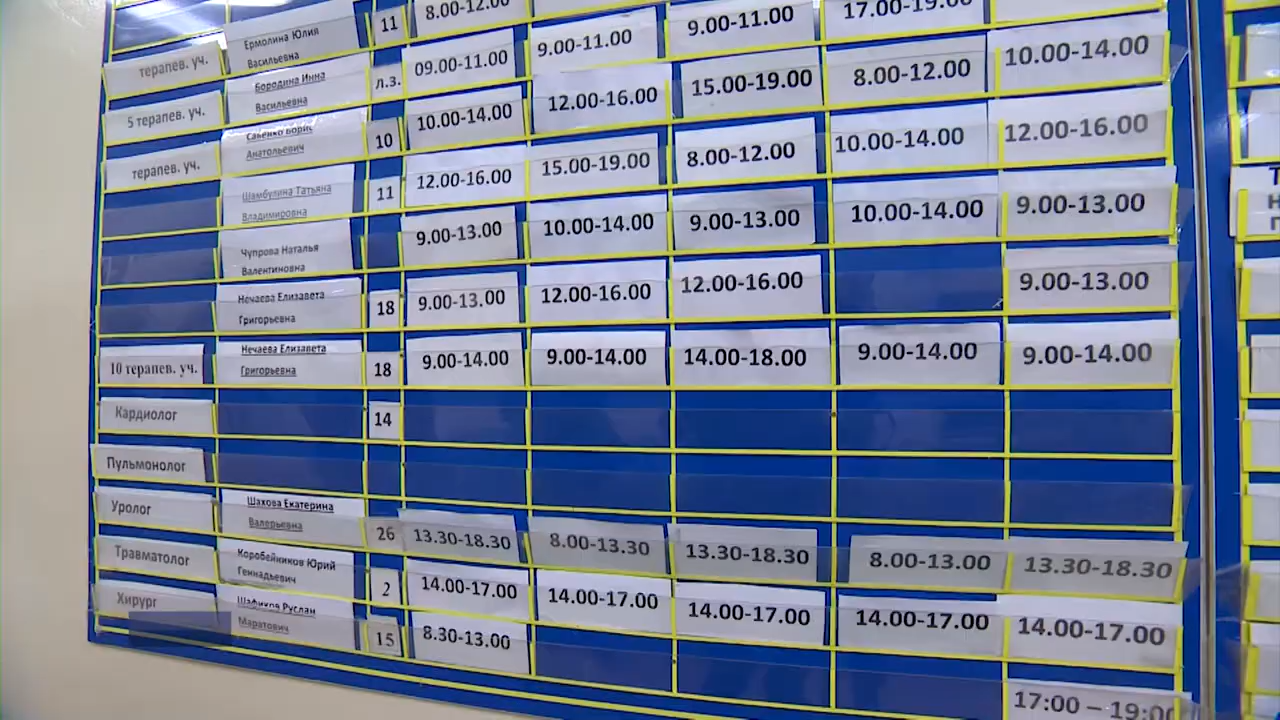 11 8.00-12.00 9.00-11.00 17.00-19.00
терапев. уч. Ермолина Юлия
Васильевна
09.00-11.00 9.00-11.00 15.00-19.00 8.00-12.00 10.00-14.00
5 терапев. уч. Бородина Инна
Васильевна
л.з. 10.00-14.00 12.00-16.00 8.00-12.00 10.00-14.00 12.00-16.00
терапев. уч. Савенко Борис
Анатольевич
10 12.00-16.00 15.00-19.00 9.00-13.00 10.00-14.00 9.00-13.00
Шамбулина Татьяна
Владимировна
11 9.00-13.00 10.00-14.00 12.00-16.00 9.00-13.00
Чупрова Наталья
Валентиновна
Нечаева Елизавета
Григорьевна
18 9.00-13.00 12.00-16.00
10 терапев. уч. Нечаева Елизавета
Григорьевна
18 9.00-14.00 9.00-14.00 14.00-18.00 9.00-14.00 9.00-14.00
Кардиолог 14
Пульмонолог
Уролог Шахова Екатерина
Валерьевна
26 13.30-18.30 8.00-13.30 13.30-18.30 8.00-13.00 13.30-18.30
Травматолог Коробейников Юрий
Геннадьевич
2 14.00-17.00 14.00-17.00 14.00-17.00 14.00-17.00 14.00-17.00
Хирург Шафиков Руслан
Маратович
15 8.30-13.00
17:00 – 19:00